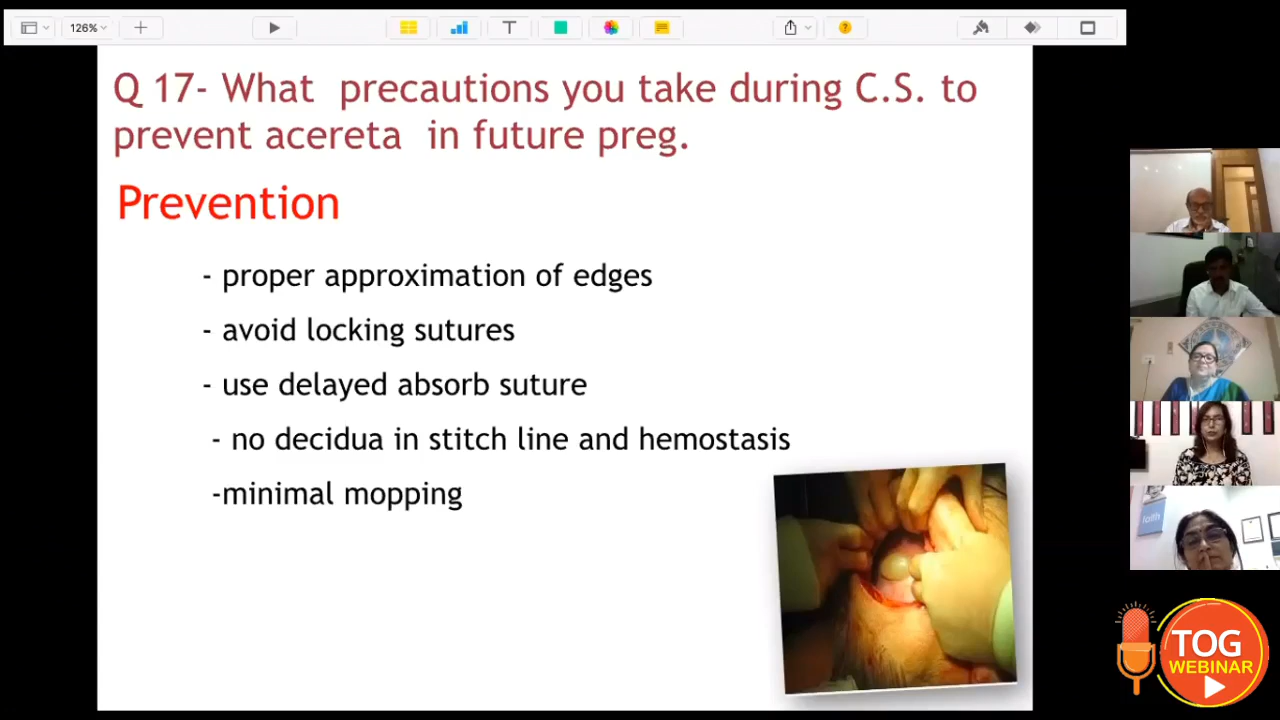 126%
Q 17- What precautions you take during C.S. to
prevent acereta in future preg.
Prevention
- proper approximation of edges
- avoid locking sutures
- use delayed absorb suture
- no decidua in stitch line and hemostasis
-minimal mopping
TOG
WEBINAR